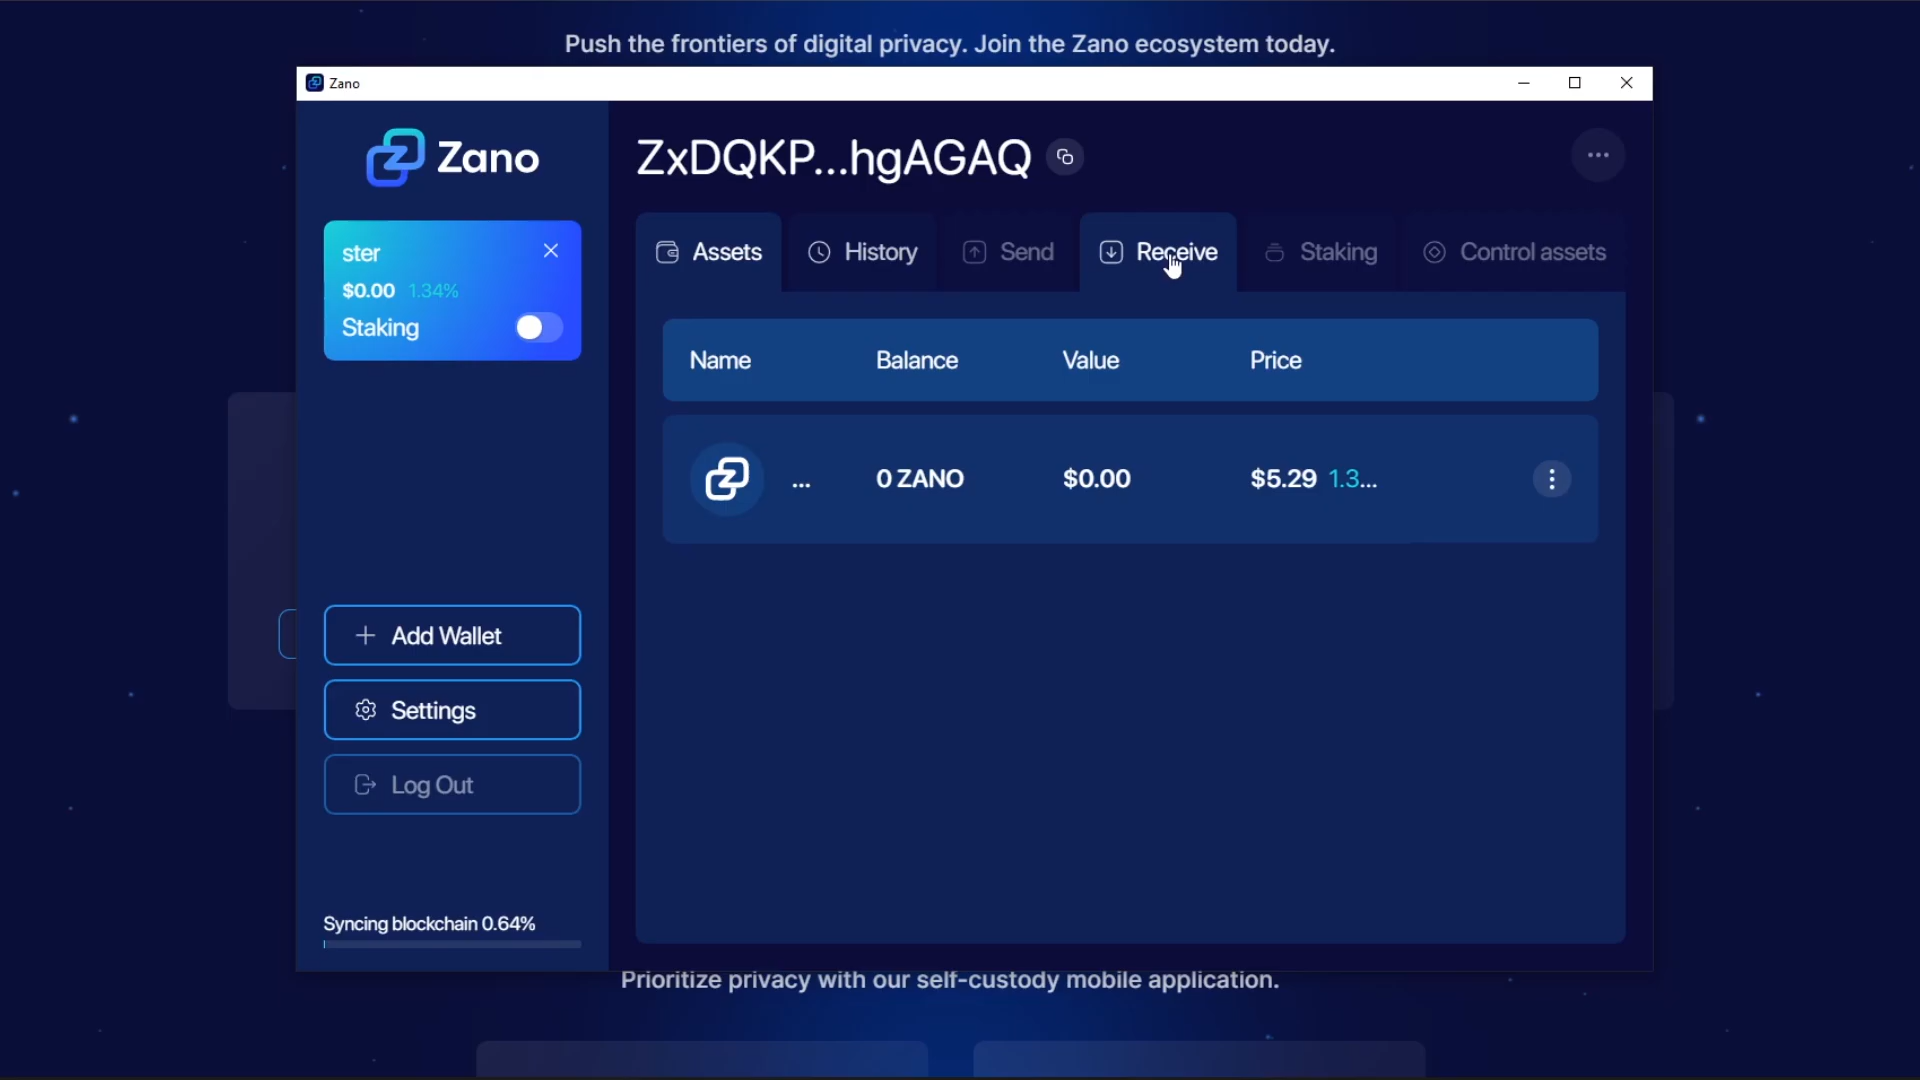 Push the frontiers of digital privacy. Join the Zano ecosystem today.
Zano
Zano
ZxDQKP...hgAGAQ
ster
$0.00 1.34%
Staking
Assets
History
Send
Receive
Staking
Control assets
Name Balance Value Price
... 0 ZANO $0.00 $5.29 1.3...
Add Wallet
Settings
Log Out
Syncing blockchain 0.64%
Prioritize privacy with our self-custody mobile application.